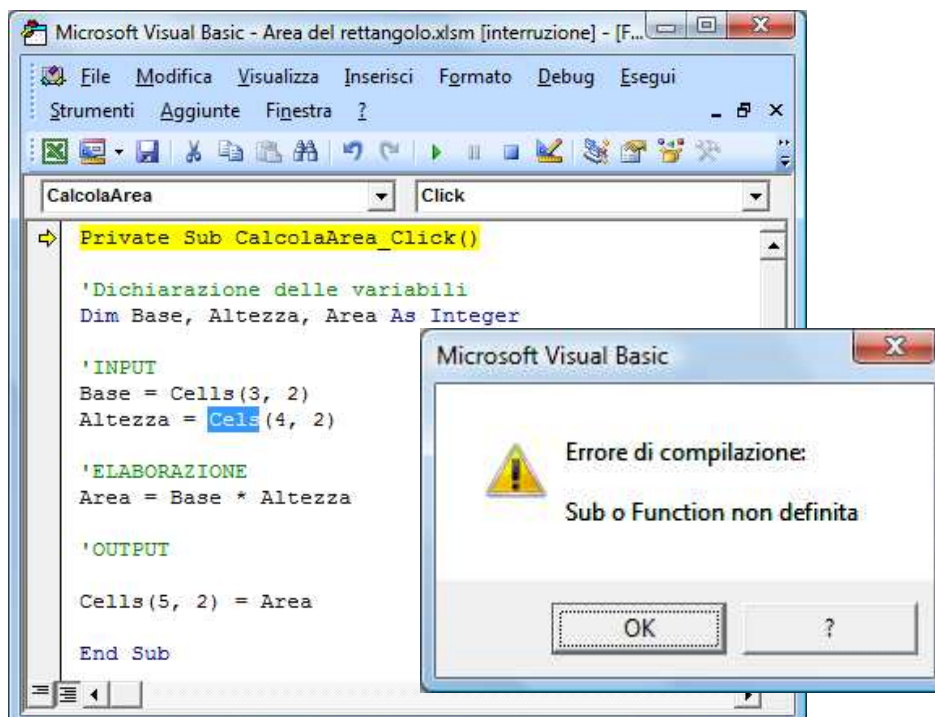 Microsoft Visual Basic - Area del rettangolo.xlsm [interruzione] - [F...
File Modifica Visualizza Inserisci Formato Debug Esegui
Strumenti Aggiunte Finestra ?
CalcolaArea Click
Private Sub CalcolaArea_Click()
'Dichiarazione delle variabili
Dim Base, Altezza, Area As Integer
'INPUT
Base = Cells(3, 2)
Altezza = Cels(4, 2)
'ELABORAZIONE
Area = Base * Altezza
'OUTPUT
Cells(5, 2) = Area
End Sub
Microsoft Visual Basic
Errore di compilazione:
Sub o Function non definita
OK ?